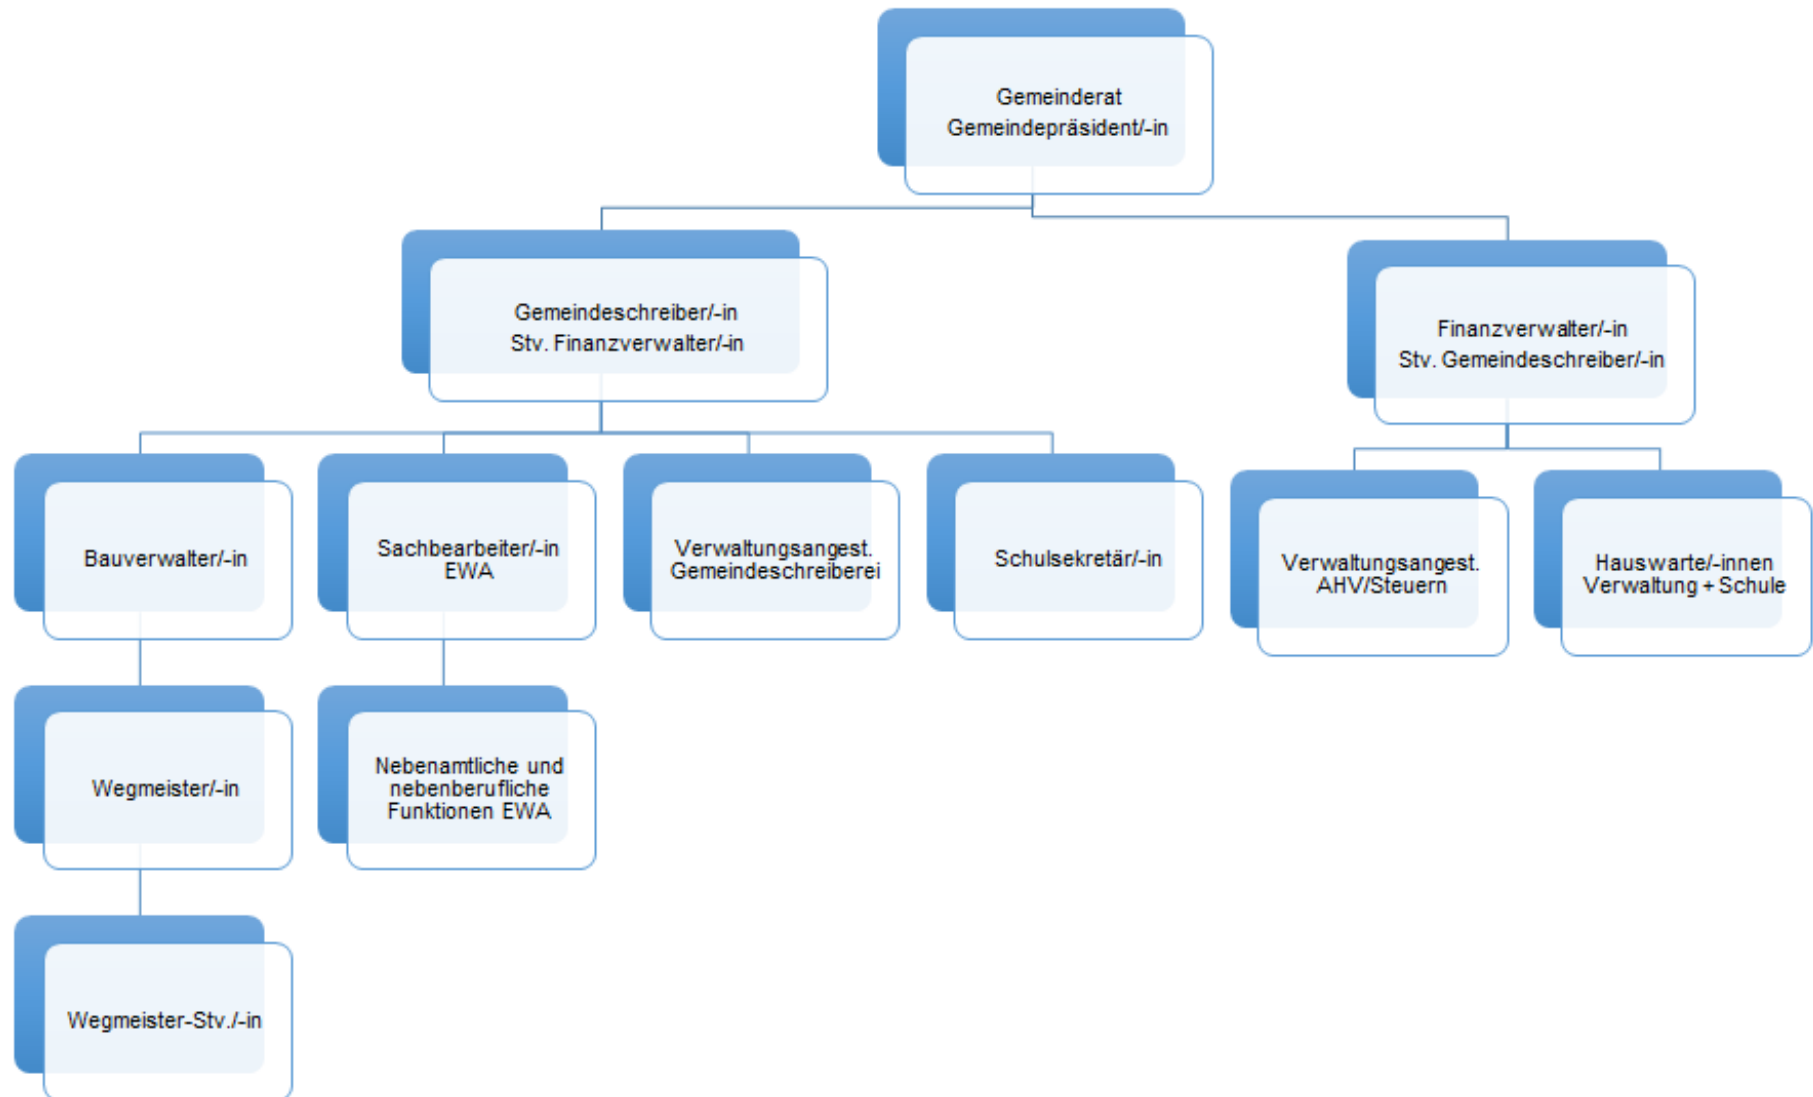 Gemeinderat
Gemeindepräsident/-in
Gemeindeschreiber/-in
Stv. Finanzverwalter/-in
Finanzverwalter/-in
Stv. Gemeindeschreiber/-in
Bauverwalter/-in
Sachbearbeiter/-in
EWA
Verwaltungsangest.
Gemeindeschreiberei
Schulsekretär/-in
Verwaltungsangest.
AHV/Steuern
Hauswarte/-innen
Verwaltung + Schule
Wegmeister/-in
Nebenamtliche und
nebenberufliche
Funktionen EWA
Wegmeister-Stv./-in